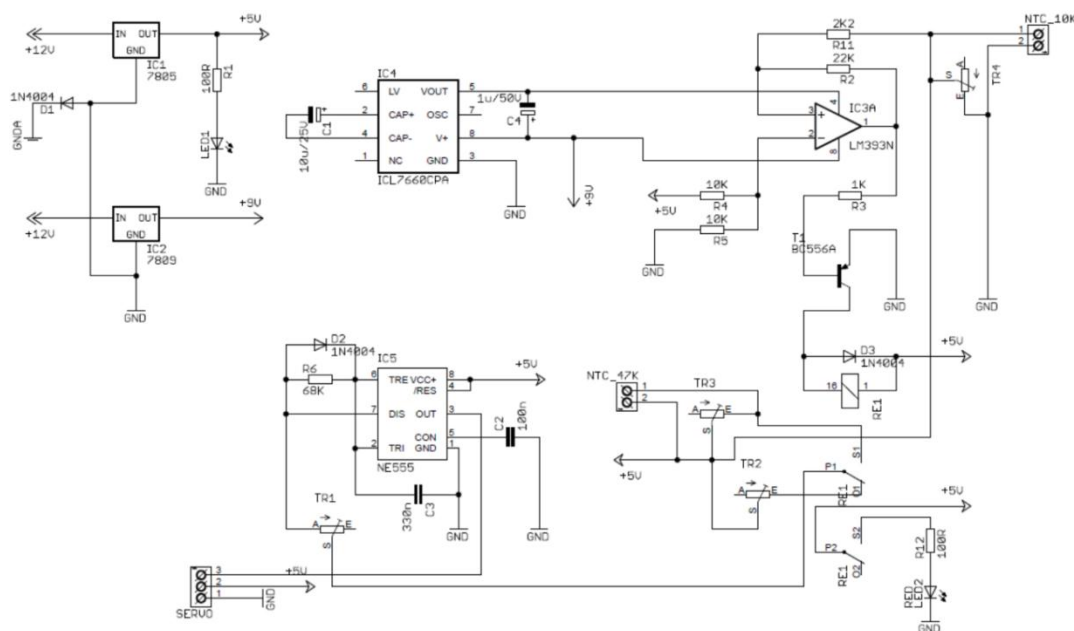 +5V
IN OUT
GND
+12V
IC1
7805
1N4004
D1
GNDA
100R
R1
LED1
GND
IN OUT
GND
+9V
+12V
IC2
7809
GND
IC4
6 LV VOUT 5
2 CAP+ OSC 7
4 CAP- V+ 8
1 NC GND 3
ICL7660CPA
10u/25V
C1
1u/50V
C4
GND
+9V
2K2
R11
22K
R2
3
2
4
8
1
IC3A
LM393N
NTC_10K
1
2
A
S
E
TR4
10K
R4
+5V
10K
R5
GND
1K
R3
T1
BC556A
GND
GND
D3
1N4004
+5V
16 1
RE1
D2
1N4004
R6
68K
IC5
6 TRE VCC+ 8
/RES 4
7 DIS OUT 3
CON 5
2 TRI GND 1
NE555
+5V
C2
100n
330n
C3
GND
GND
TR1
A E
S
SERVO
3
2
1
+5V
GND
NTC_47K
1
2
TR3
A E
S
+5V
TR2
A E
S
S1
P1
O1
RE1
+5V
S2
P2
O2
RE1
R12
100R
RED
LED2
GND